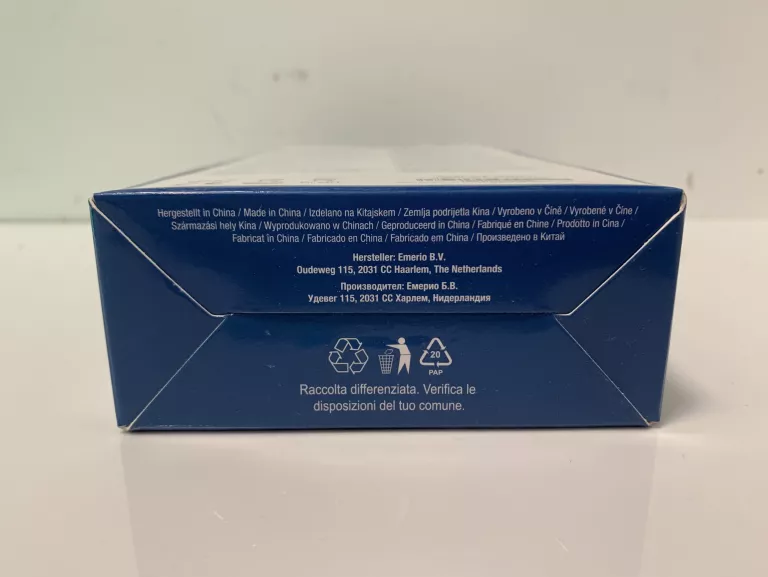 Hergestellt in China / Made in China / Izdelano na Kitajskem / Zemlja podrijetla Kina / Vyrobeno v Číně / Vyrobené v Číne /
Származási hely Kína / Wyprodukowano w Chinach / Geproduceerd in China / Fabriqué en Chine / Prodotto in Cina /
Fabricat în China / Fabricado en China / Fabricado em China / Произведено в Китай
Hersteller: Emerio B.V.
Oudeweg 115, 2031 CC Haarlem, The Netherlands
Производител: Емерио Б.В.
Удевег 115, 2031 CC Харлем, Нидерландия
20
PAP
Raccolta differenziata. Verifica le
disposizioni del tuo comune.